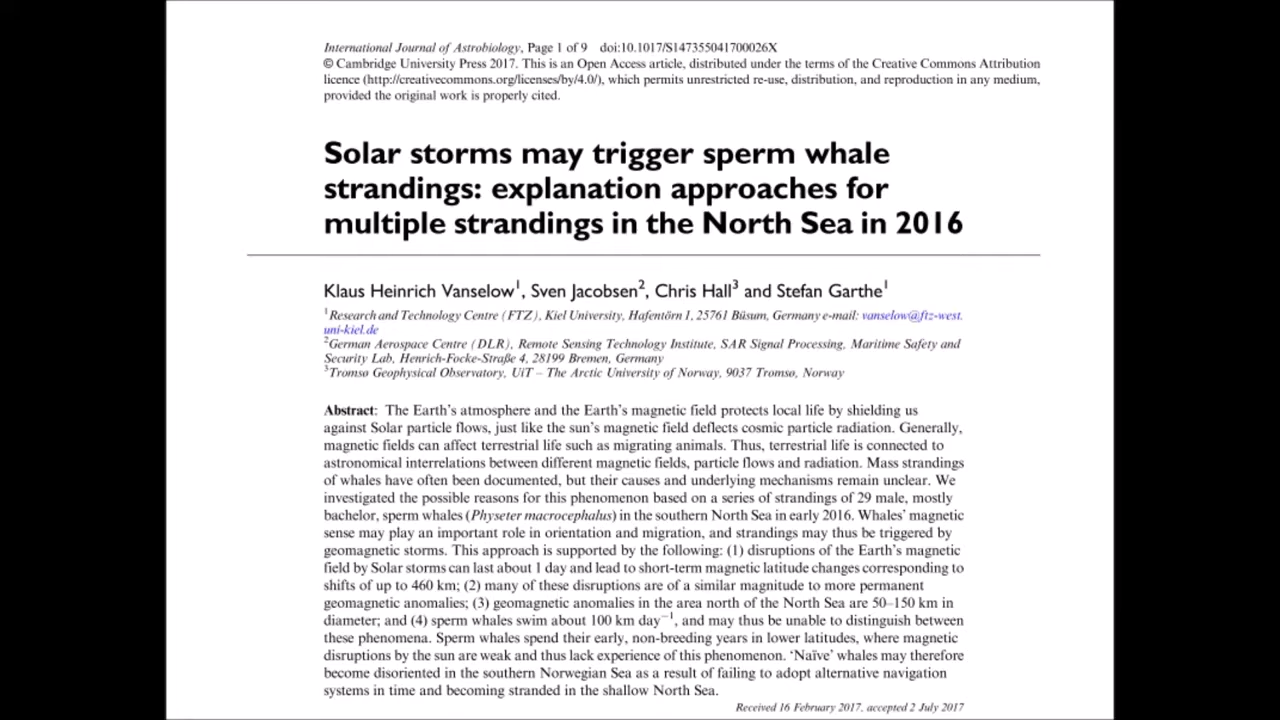 International Journal of Astrobiology, Page 1 of 9 doi:10.1017/S147355041700026X
© Cambridge University Press 2017. This is an Open Access article, distributed under the terms of the Creative Commons Attribution
licence (http://creativecommons.org/licenses/by/4.0/), which permits unrestricted re-use, distribution, and reproduction in any medium,
provided the original work is properly cited.
Solar storms may trigger sperm whale
strandings: explanation approaches for
multiple strandings in the North Sea in 2016
Klaus Heinrich Vanselow1, Sven Jacobsen2, Chris Hall3 and Stefan Garthe1
1Research and Technology Centre (FTZ), Kiel University, Hafentörn 1, 25761 Büsum, Germany e-mail: vanselow@ftz-west.
uni-kiel.de
2German Aerospace Centre (DLR), Remote Sensing Technology Institute, SAR Signal Processing, Maritime Safety and
Security Lab, Henrich-Focke-Straße 4, 28199 Bremen, Germany
3Tromsø Geophysical Observatory, UiT – The Arctic University of Norway, 9037 Tromsø, Norway
Abstract: The Earth's atmosphere and the Earth's magnetic field protects local life by shielding us
against Solar particle flows, just like the sun's magnetic field deflects cosmic particle radiation. Generally,
magnetic fields can affect terrestrial life such as migrating animals. Thus, terrestrial life is connected to
astronomical interrelations between different magnetic fields, particle flows and radiation. Mass strandings
of whales have often been documented, but their causes and underlying mechanisms remain unclear. We
investigated the possible reasons for this phenomenon based on a series of strandings of 29 male, mostly
bachelor, sperm whales (Physeter macrocephalus) in the southern North Sea in early 2016. Whales' magnetic
sense may play an important role in orientation and migration, and strandings may thus be triggered by
geomagnetic storms. This approach is supported by the following: (1) disruptions of the Earth's magnetic
field by Solar storms can last about 1 day and lead to short-term magnetic latitude changes corresponding to
shifts of up to 460 km; (2) many of these disruptions are of a similar magnitude to more permanent
geomagnetic anomalies; (3) geomagnetic anomalies in the area north of the North Sea are 50–150 km in
diameter; and (4) sperm whales swim about 100 km day−1, and may thus be unable to distinguish between
these phenomena. Sperm whales spend their early, non-breeding years in lower latitudes, where magnetic
disruptions by the sun are weak and thus lack experience of this phenomenon. 'Naïve' whales may therefore
become disoriented in the southern Norwegian Sea as a result of failing to adopt alternative navigation
systems in time and becoming stranded in the shallow North Sea.
Received 16 February 2017, accepted 2 July 2017